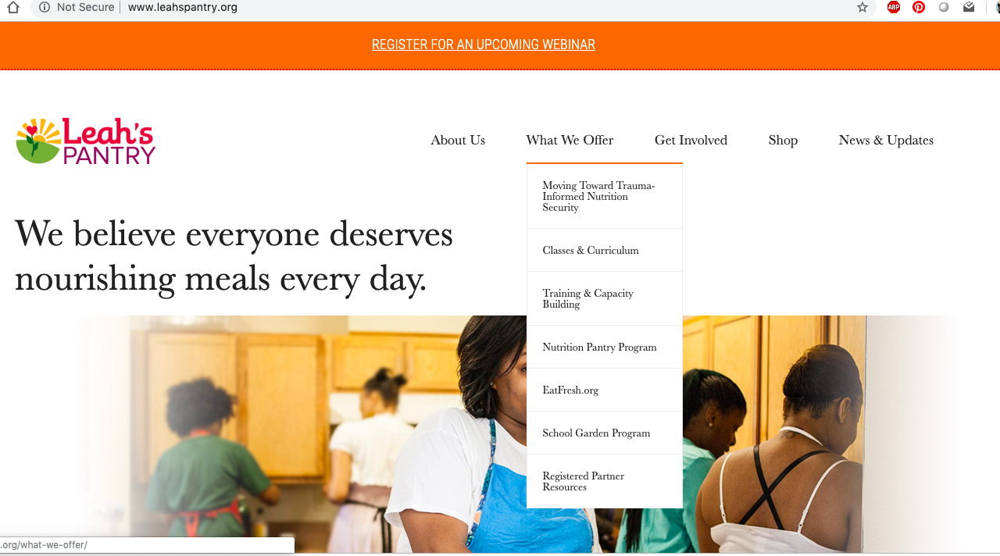 Not Secure | www.leahspantry.org
ABP
REGISTER FOR AN UPCOMING WEBINAR
Leah's
PANTRY
About Us What We Offer Get Involved Shop News & Updates
Moving Toward Trauma-
Informed Nutrition
Security
Classes & Curriculum
Training & Capacity
Building
Nutrition Pantry Program
EatFresh.org
School Garden Program
Registered Partner
Resources
We believe everyone deserves
nourishing meals every day.
.org/what-we-offer/